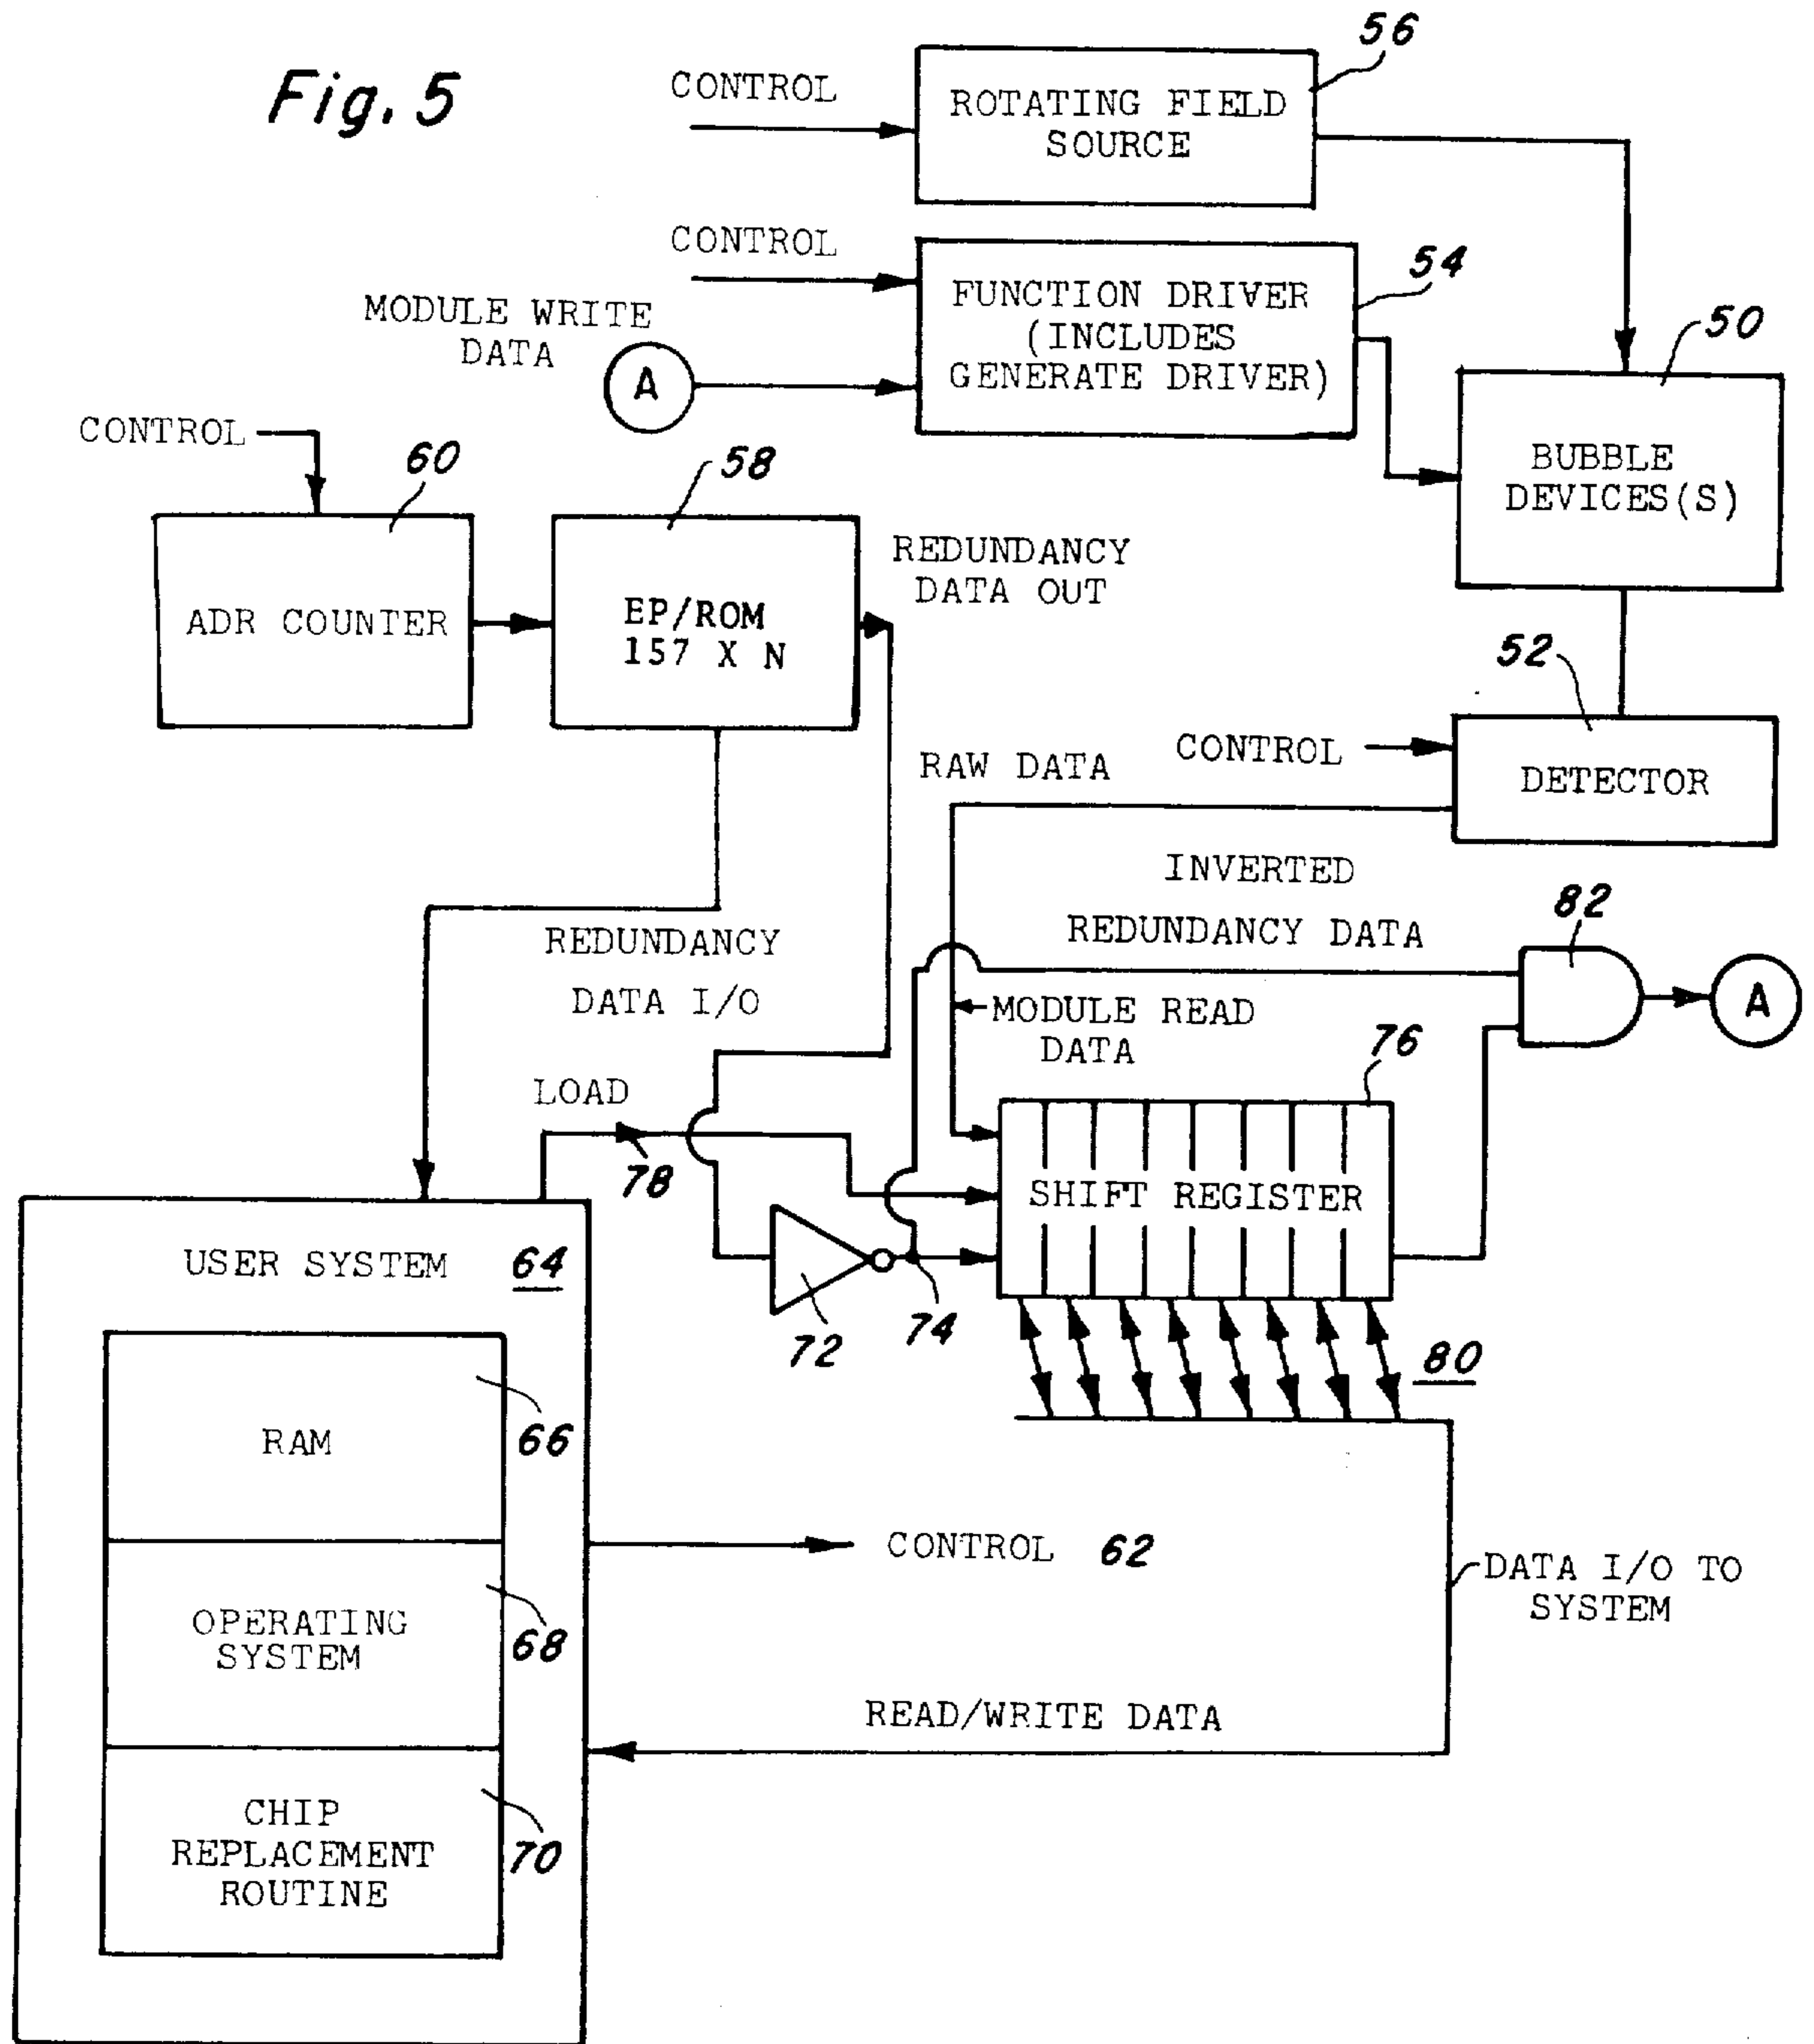 Fig. 5
56
CONTROL
ROTATING FIELD
SOURCE
CONTROL
54
FUNCTION DRIVER
(INCLUDES
GENERATE DRIVER)
MODULE WRITE
DATA
A
50
BUBBLE
DEVICES(S)
CONTROL
60
58
ADR COUNTER
EP/ROM
157 X N
REDUNDANCY
DATA OUT
52
CONTROL
DETECTOR
RAW DATA
INVERTED
REDUNDANCY DATA
82
A
REDUNDANCY
DATA I/O
MODULE READ
DATA
76
LOAD
78
SHIFT REGISTER
72
74
80
USER SYSTEM 64
RAM
66
CONTROL 62
OPERATING
SYSTEM
68
DATA I/O TO
SYSTEM
READ/WRITE DATA
CHIP
REPLACEMENT
ROUTINE
70